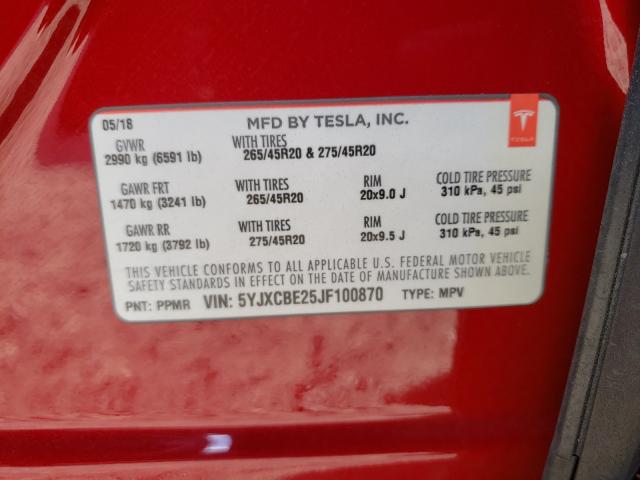 05/18 MFD BY TESLA, INC.
GVWR WITH TIRES
2990 kg (6591 lb) 265/45R20 & 275/45R20
TESLA
GAWR FRT WITH TIRES RIM COLD TIRE PRESSURE
1470 kg (3241 lb) 265/45R20 20x9.0 J 310 kPa, 45 psi
GAWR RR WITH TIRES RIM COLD TIRE PRESSURE
1720 kg (3792 lb) 275/45R20 20x9.5 J 310 kPa, 45 psi
THIS VEHICLE CONFORMS TO ALL APPLICABLE U.S. FEDERAL MOTOR VEHICLE
SAFETY STANDARDS IN EFFECT ON THE DATE OF MANUFACTURE SHOWN ABOVE.
PNT: PPMR VIN: 5YJXCBE25JF100870 TYPE: MPV